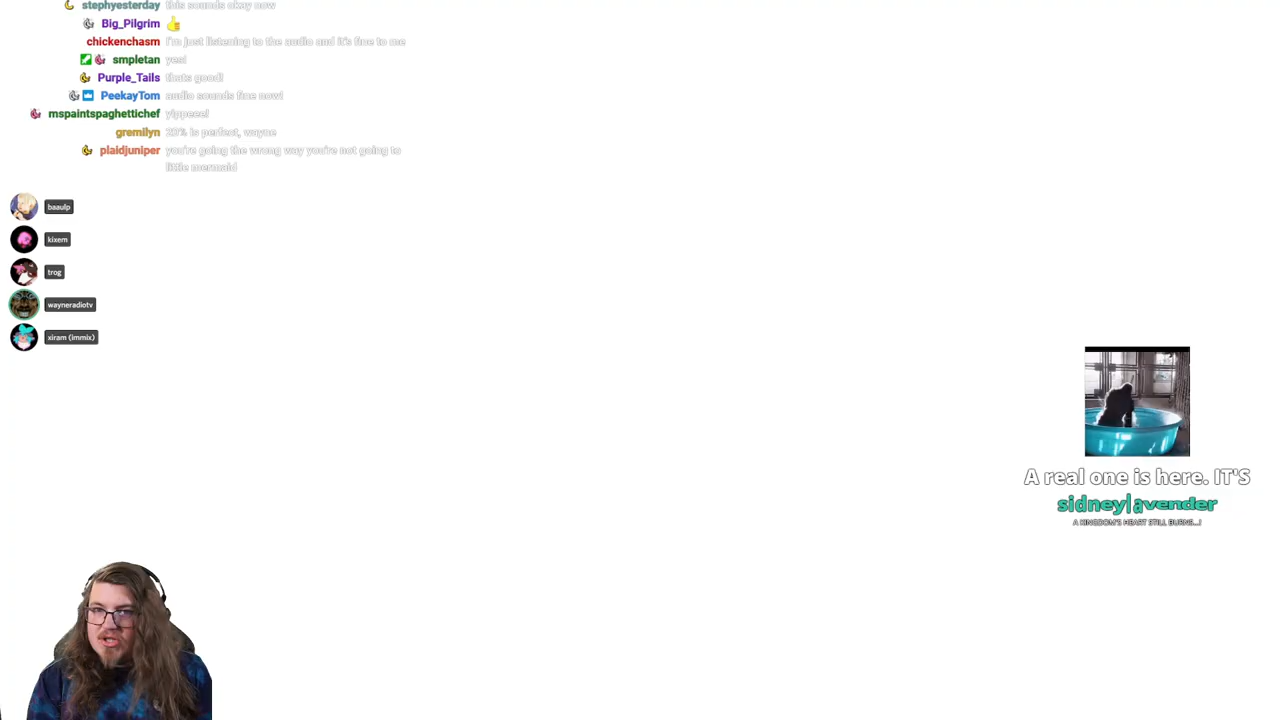 stephyesterday this sounds okay now
Big_Pilgrim
chickenchasm I'm just listening to the audio and it's fine to me
smpletan yes!
Purple_Tails thats good!
PeekayTom audio sounds fine now!
mspaintspaghettichef yippeee!
gremilyn 20% is perfect, wayne
plaidjuniper you're going the wrong way you're not going to
little mermaid
baaulp
kixem
trog
wayneradiotv
xiram (immix)
A real one is here. IT'S
sidneylavender
A KINGDOM'S HEART STILL BURNS...!